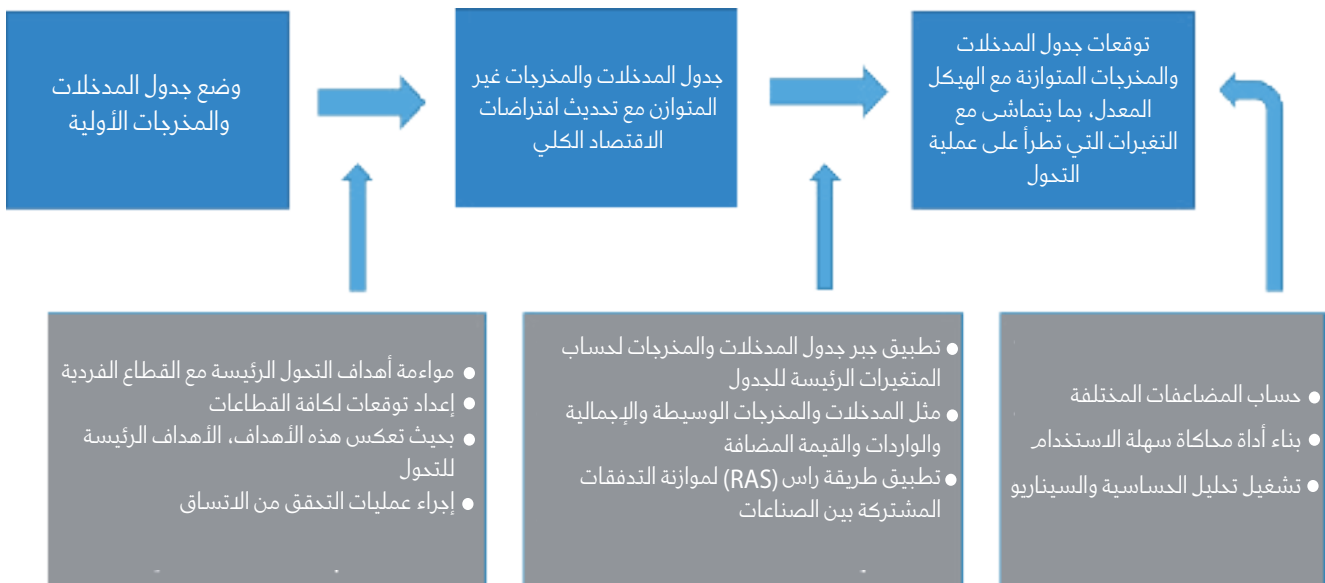 وضع جدول المدخلات
والمخرجات الأولية
جدول المدخلات والمخرجات غير
المتوازن مع تحديث افتراضات
الاقتصاد الكلي
توقعات جدول المدخلات
والمخرجات المتوازنة مع الهيكل
المعدل، بما يتماشى مع
التغيرات التي تطرأ على عملية
التحول
● مواءمة أهداف التحول الرئيسة مع القطاع الفردية
● إعداد توقعات لكافة القطاعات
● بحيث تعكس هذه الأهداف، الأهداف الرئيسة
للتحول
● إجراء عمليات التحقق من الاتساق
● تطبيق جبر جدول المدخلات والمخرجات لحساب
المتغيرات الرئيسة للجدول
● مثل المدخلات والمخرجات الوسيطة والإجمالية
والواردات والقيمة المضافة
● تطبيق طريقة راس (RAS) لموازنة التدفقات
المشتركة بين الصناعات
● حساب المضاعفات المختلفة
● بناء أداة محاكاة سهلة الاستخدام
● تشغيل تحليل الحساسية والسيناريو